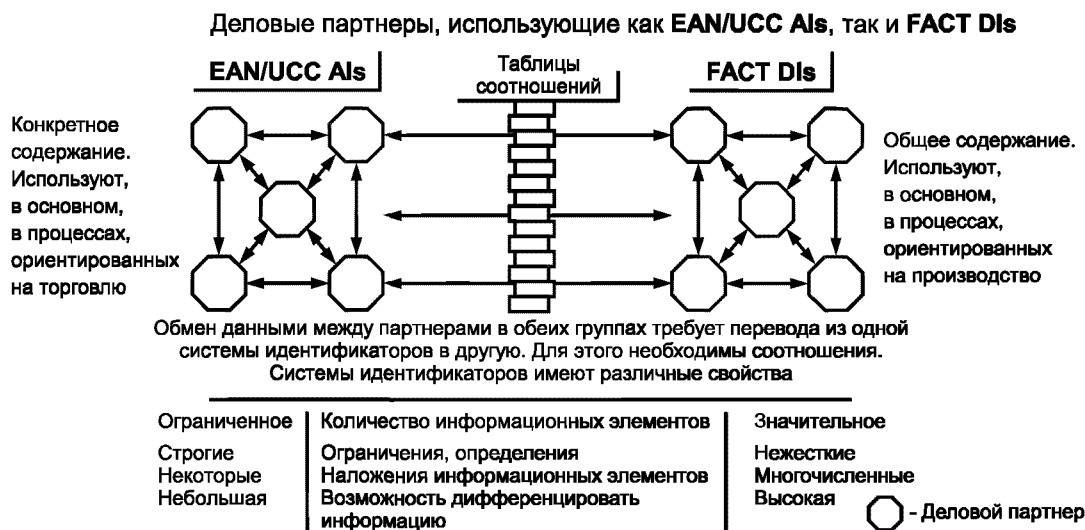 Деловые партнеры, использующие как EAN/UCC AIs, так и FACT DIs
EAN/UCC AIs
Таблицы
соотношений
FACT DIs
Конкретное
содержание.
Используют,
в основном,
в процессах,
ориентированных
на торговлю
Общее содержание.
Используют,
в основном,
в процессах,
ориентированных
на производство
Обмен данными между партнерами в обеих группах требует перевода из одной
системы идентификаторов в другую. Для этого необходимы соотношения.
Системы идентификаторов имеют различные свойства
Ограниченное Количество информационных элементов Значительное
Строгие Ограничения, определения Нежесткие
Некоторые Наложения информационных элементов Многочисленные
Небольшая Возможность дифференцировать Высокая
информацию
- Деловой партнер